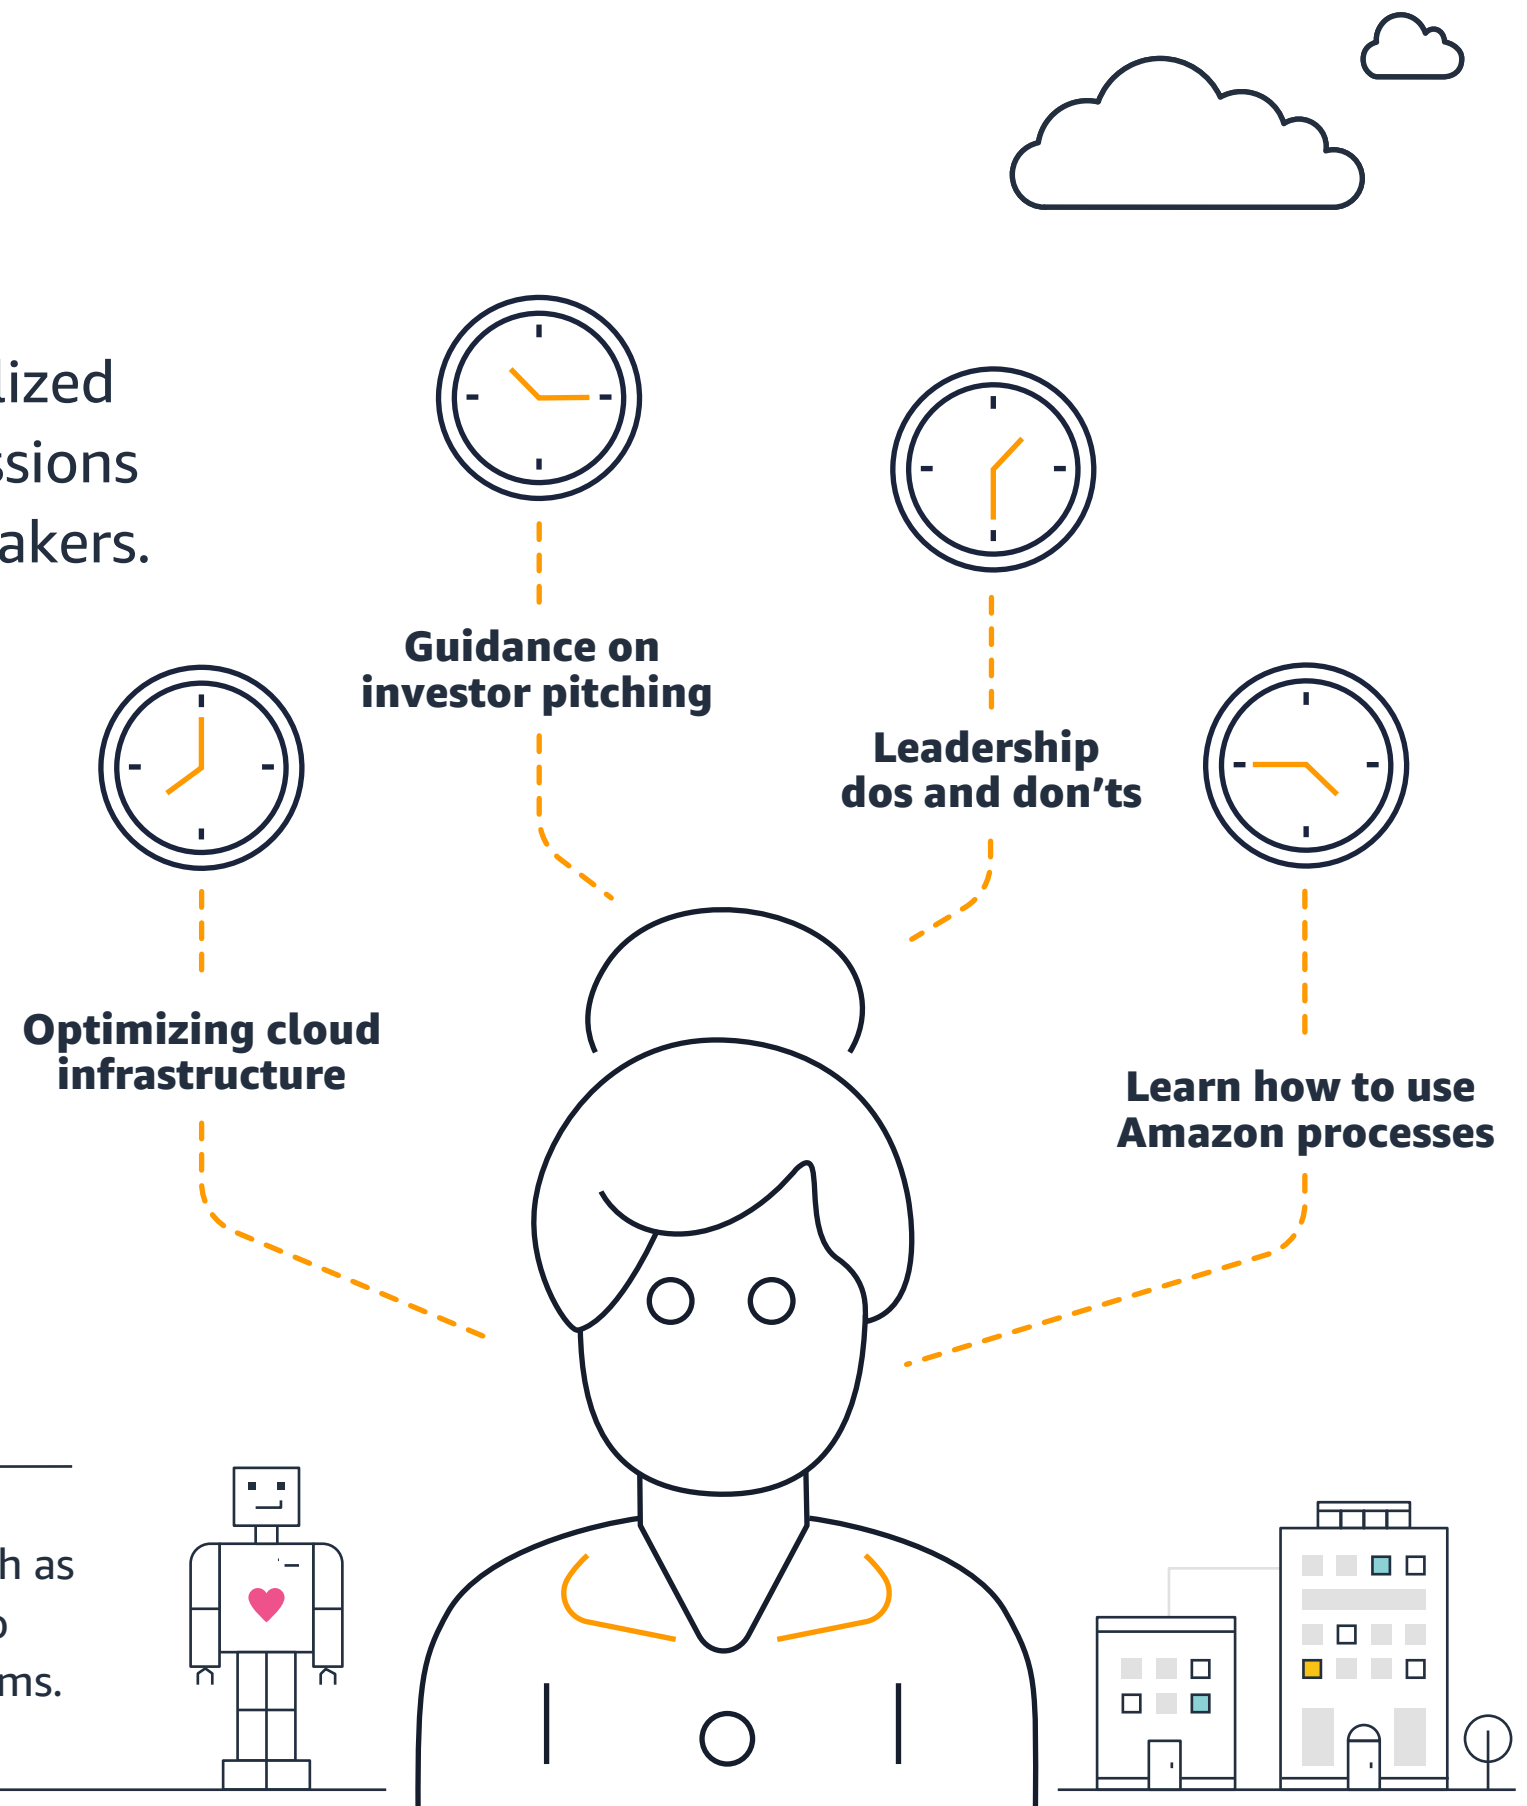 lized
ssions
akers.
Guidance on
investor pitching
Leadership
dos and don’ts
Optimizing cloud
infrastructure
Learn how to use
Amazon processes
h as
ms.